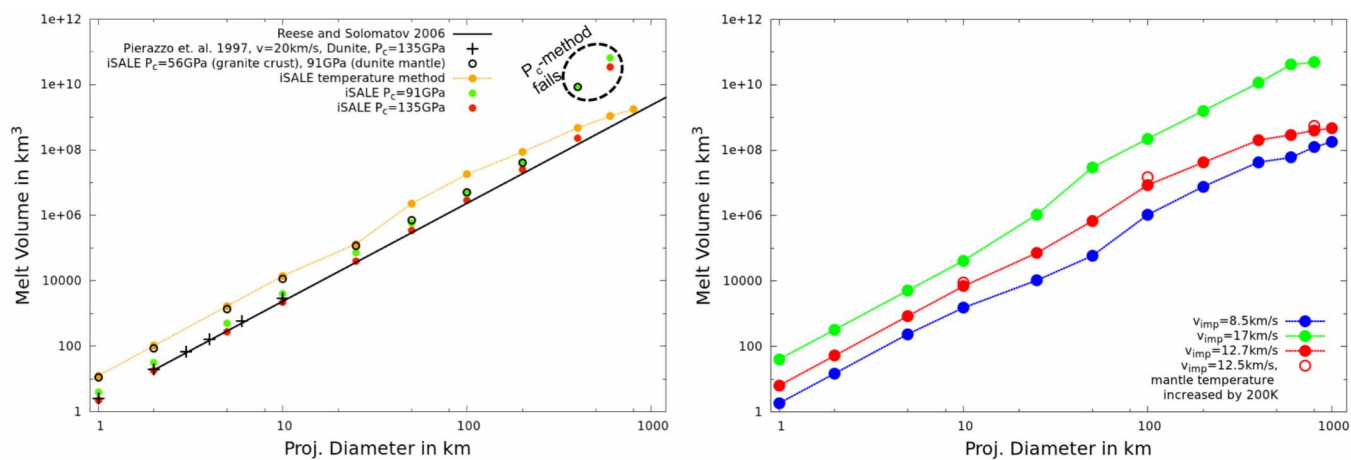 1e+12
1e+10
1e+08
1e+06
10000
100
1
Melt Volume in km³
Reese and Solomatov 2006
Pierazzo et. al. 1997, v=20km/s, Dunite, Pc=135GPa
iSALE Pc=56GPa (granite crust), 91GPa (dunite mantle)
iSALE temperature method
iSALE Pc=91GPa
iSALE Pc=135GPa
Pc-method
fails
1
10
100
1000
Proj. Diameter in km
1e+12
1e+10
1e+08
1e+06
10000
100
1
Melt Volume in km³
vimp=8.5km/s
vimp=17km/s
vimp=12.7km/s
vimp=12.5km/s,
mantle temperature
increased by 200K
1
10
100
1000
Proj. Diameter in km